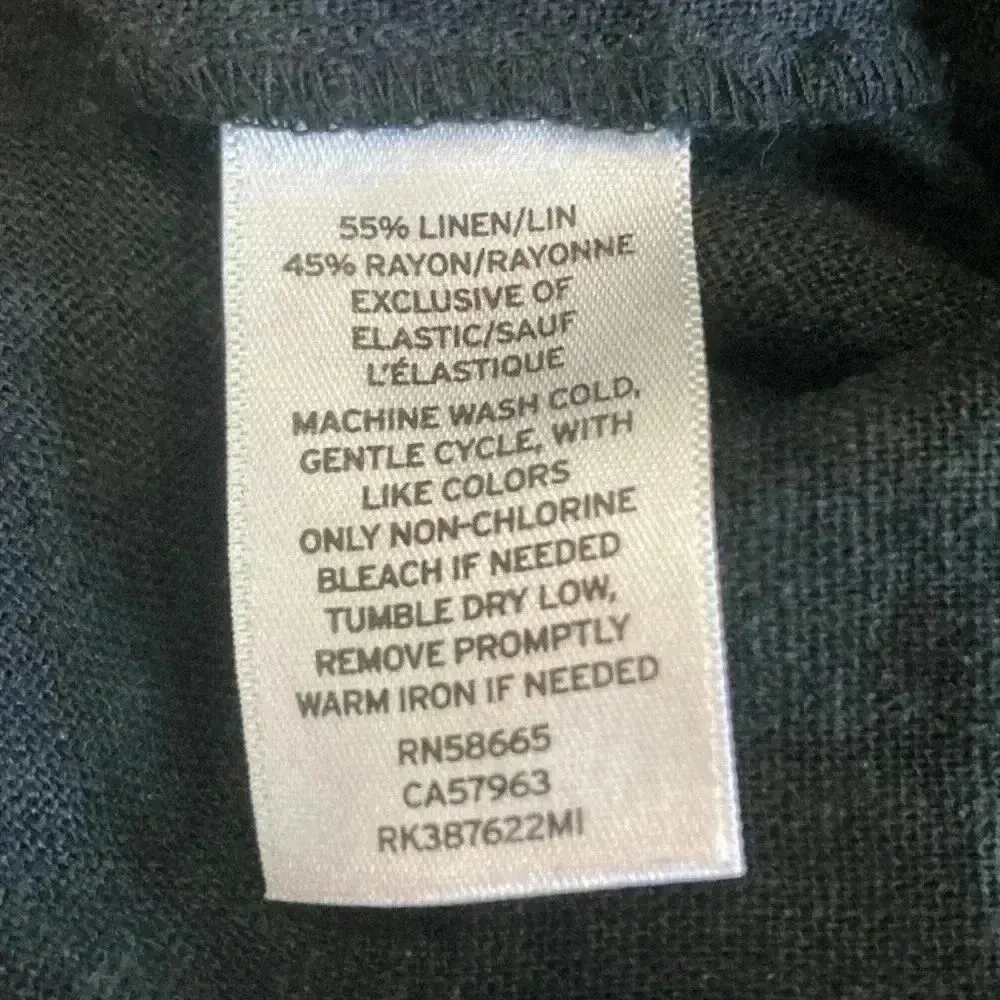 55% LINEN/LIN
45% RAYON/RAYONNE
EXCLUSIVE OF
ELASTIC/SAUF
L'ÉLASTIQUE
MACHINE WASH COLD,
GENTLE CYCLE, WITH
LIKE COLORS
ONLY NON-CHLORINE
BLEACH IF NEEDED
TUMBLE DRY LOW,
REMOVE PROMPTLY
WARM IRON IF NEEDED
RN58665
CA57963
RK387622MI